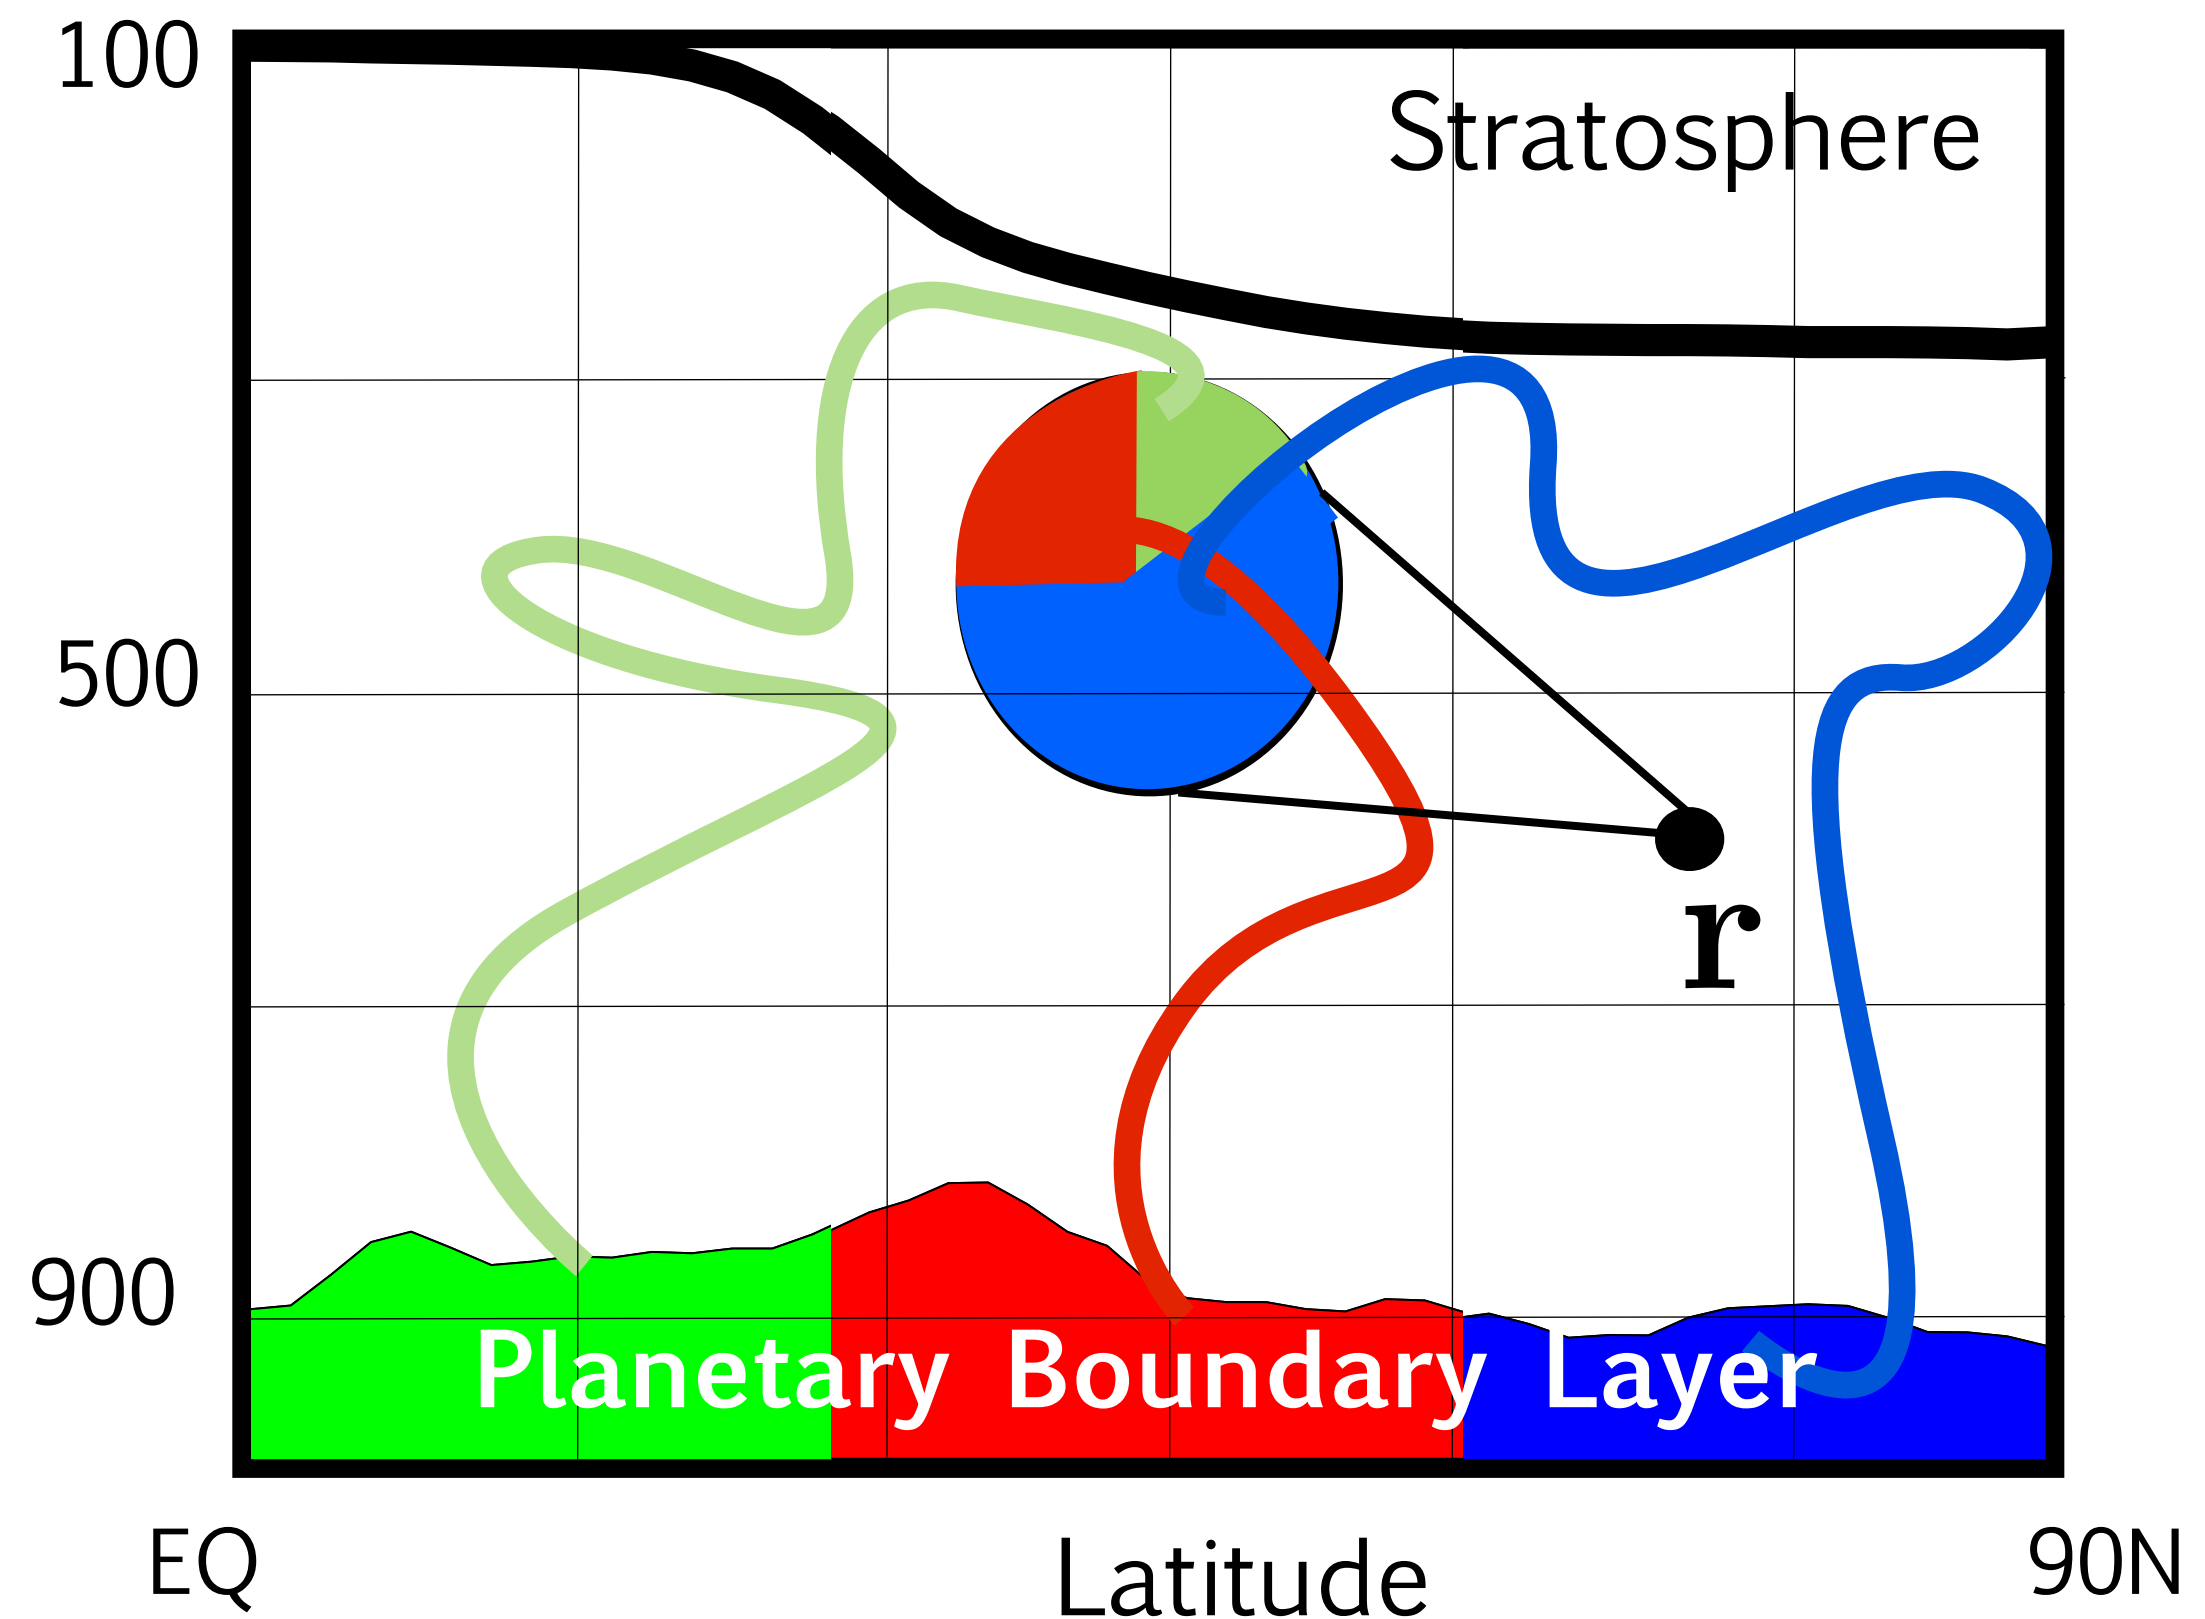 100
Stratosphere
500
r
900
Planetary Boundary Layer
EQ
Latitude
90N